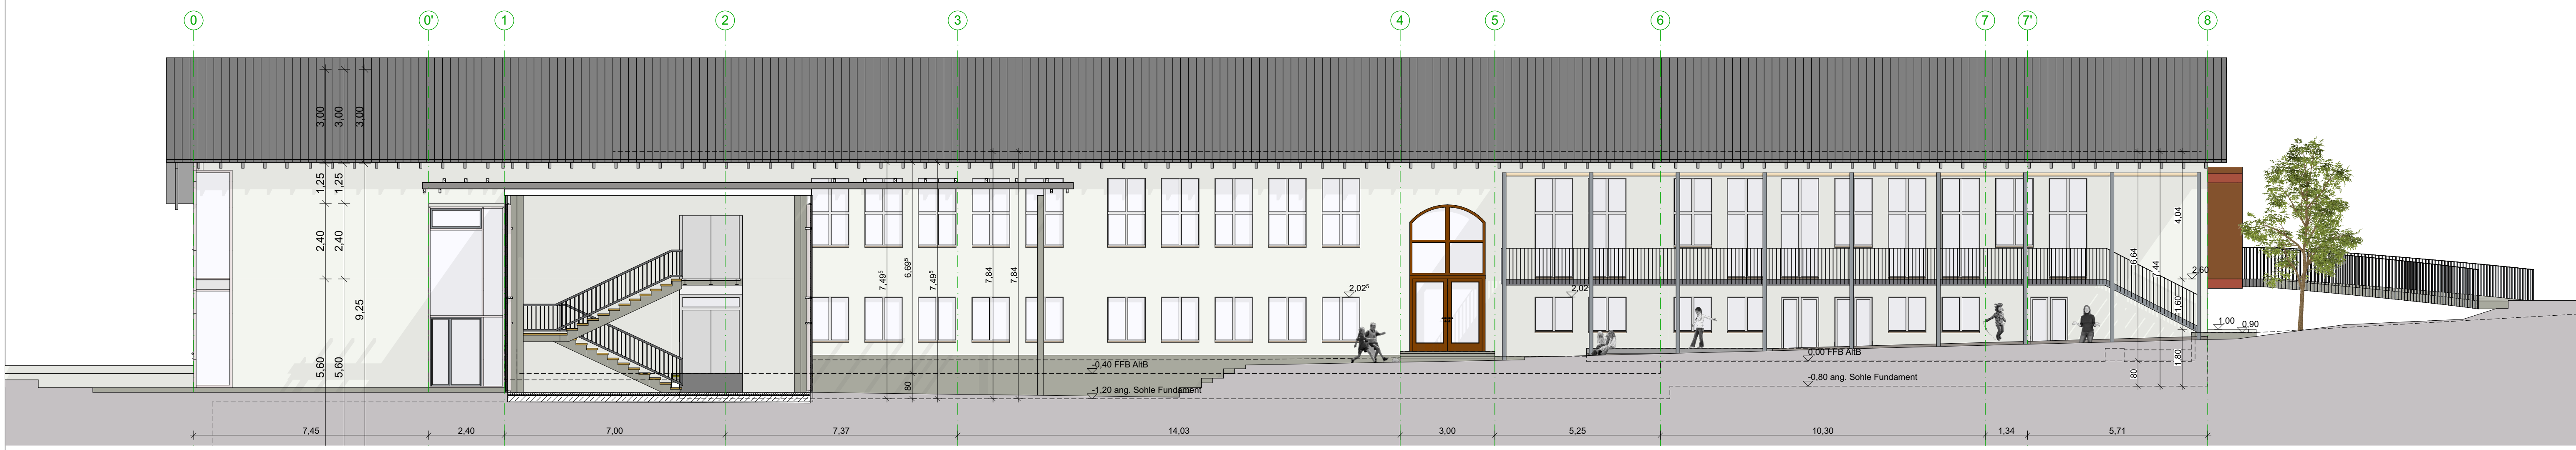 0 0' 1 2 3 4 5 6 7 7' 8
3,00 3,00 3,00
1,25 1,25
2,40 2,40
9,25
5,60 5,60
7,49⁵ 6,69⁵ 7,49⁵ 7,84 7,84
80
2,02⁵
2,02
-0,40 FFB AltB
-1,20 ang. Sohle Fundament
0,00 FFB AltB
-0,80 ang. Sohle Fundament
6,64 7,44 4,04
2,60
1,60
1,00 0,90
80 1,80
7,45 2,40 7,00 7,37 14,03 3,00 5,25 10,30 1,34 5,71